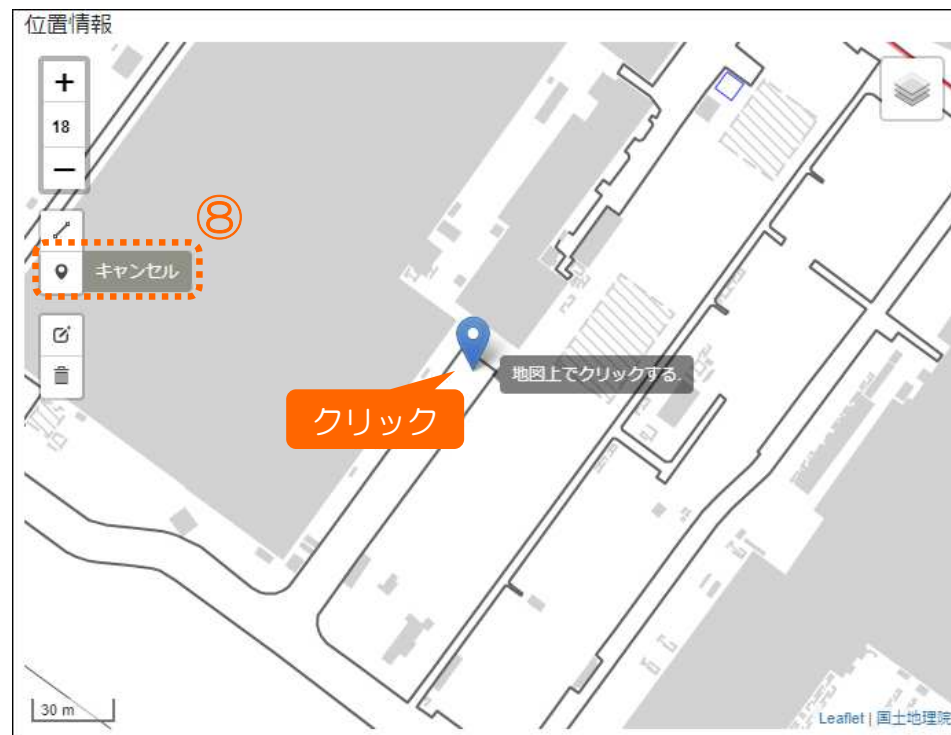 位置情報
+
18
−
⑧
キャンセル
地図上でクリックする.
クリック
30 m
Leaflet | 国土地理院